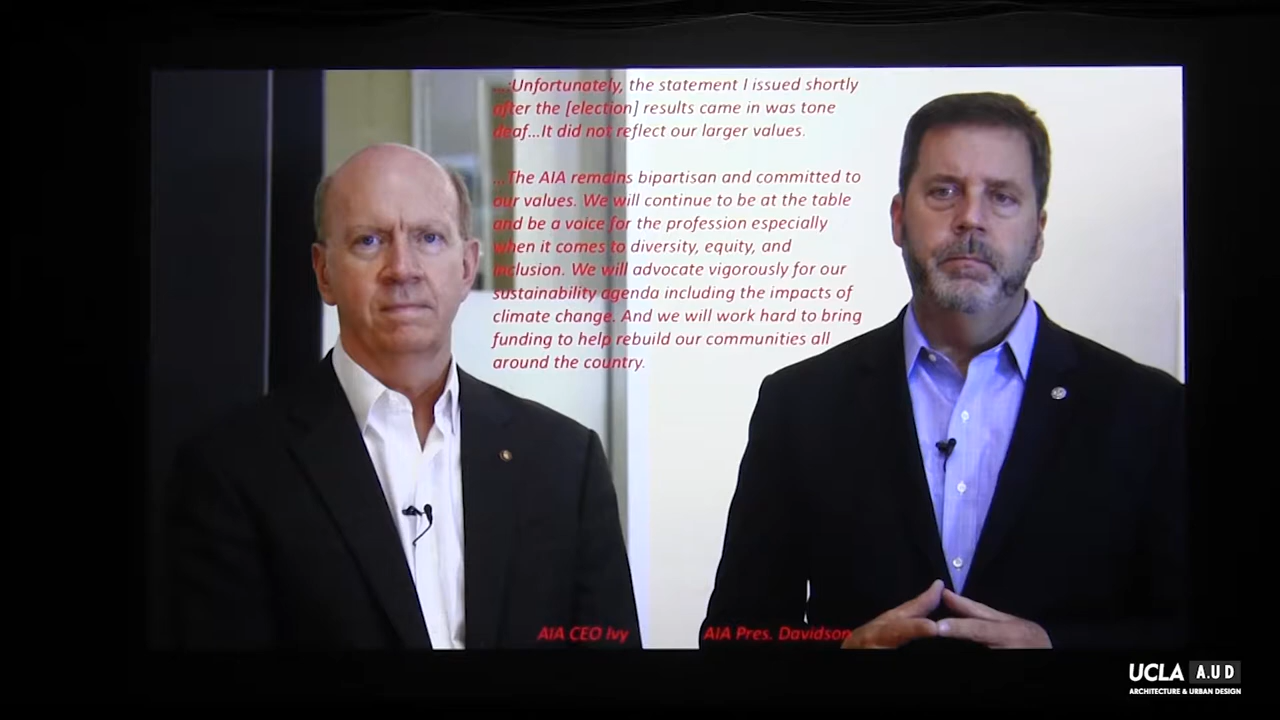 ...:Unfortunately, the statement I issued shortly
after the [election] results came in was tone
deaf...It did not reflect our larger values.
...The AIA remains bipartisan and committed to
our values. We will continue to be at the table
and be a voice for the profession especially
when it comes to diversity, equity, and
inclusion. We will advocate vigorously for our
sustainability agenda including the impacts of
climate change. And we will work hard to bring
funding to help rebuild our communities all
around the country.
AIA CEO Ivy
AIA Pres. Davidson
UCLA A.UD
ARCHITECTURE & URBAN DESIGN